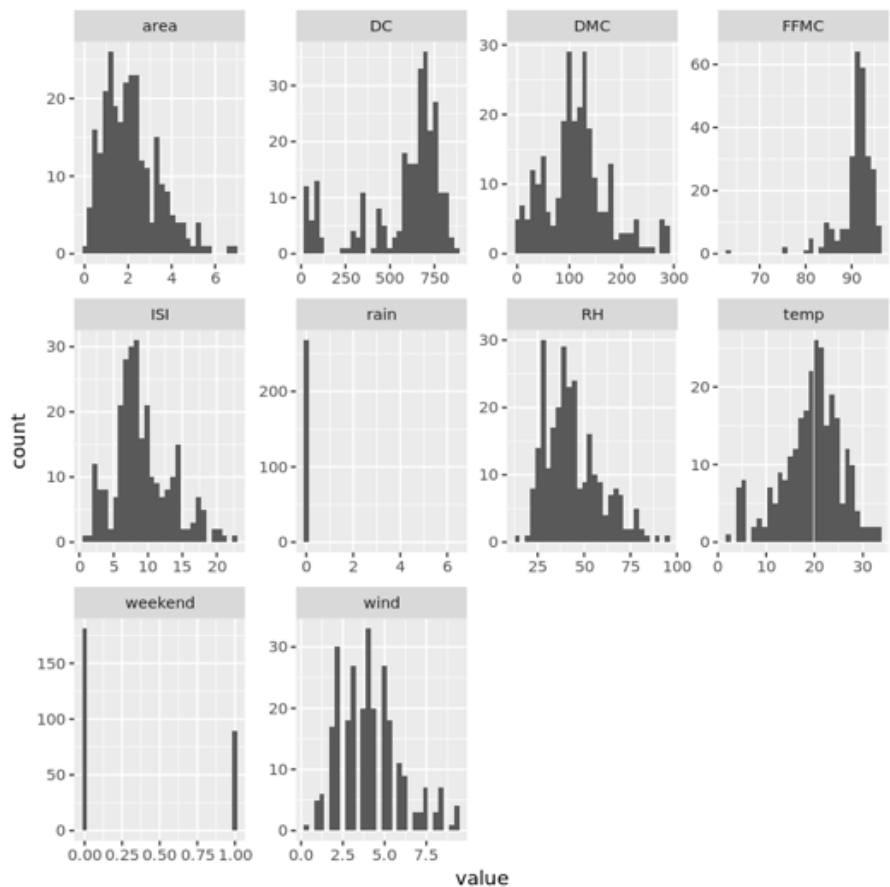 area DC DMC FFMC
20 10 0
0 2 4 6
30 20 10 0
0 250 500 750
30 20 10 0
0 100 200 300
60 40 20 0
70 80 90
ISI rain RH temp
30 20 10 0
0 5 10 15 20
200 100 0
0 2 4 6
30 20 10 0
25 50 75 100
20 10 0
0 10 20 30
weekend wind
150 100 50 0
0.00 0.25 0.50 0.75 1.00
30 20 10 0
0.0 2.5 5.0 7.5
count
value